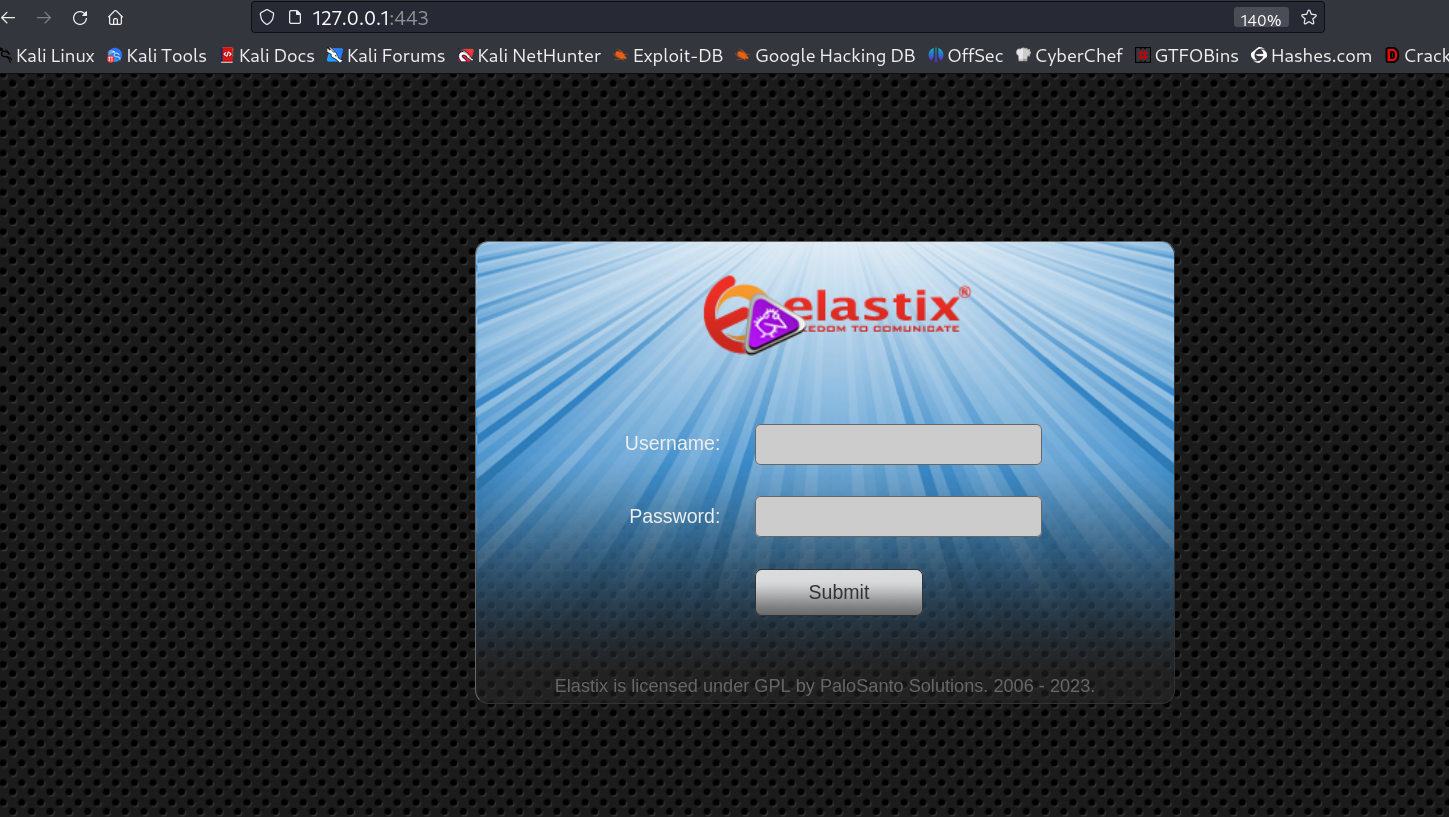 127.0.0.1:443
140%
Kali Linux Kali Tools Kali Docs Kali Forums Kali NetHunter Exploit-DB Google Hacking DB OffSec CyberChef GTFOBins Hashes.com Crack
elastix®
EDOM TO COMUNICATE
Username:
Password:
Submit
Elastix is licensed under GPL by PaloSanto Solutions. 2006 - 2023.